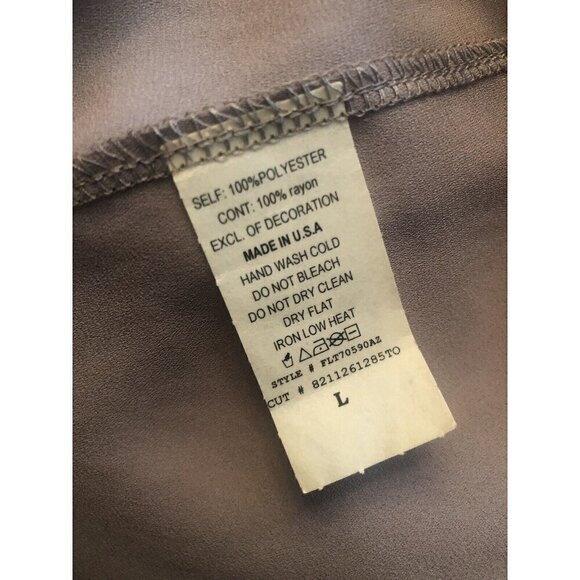 SELF: 100%POLYESTER
CONT: 100% rayon
EXCL. OF DECORATION
MADE IN U.S.A
HAND WASH COLD
DO NOT BLEACH
DO NOT DRY CLEAN
DRY FLAT
IRON LOW HEAT
STYLE # FLT70590AZ
CUT # 8211261285TO
L